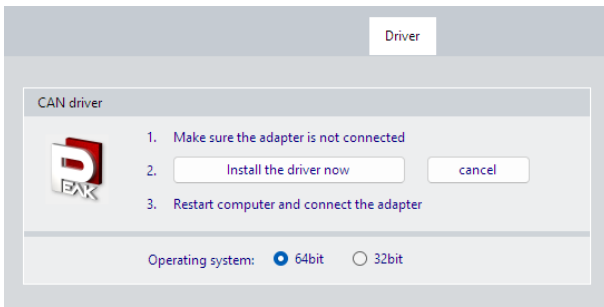 Driver
CAN driver
PEAK
1. Make sure the adapter is not connected
2. Install the driver now cancel
3. Restart computer and connect the adapter
Operating system: 64bit 32bit